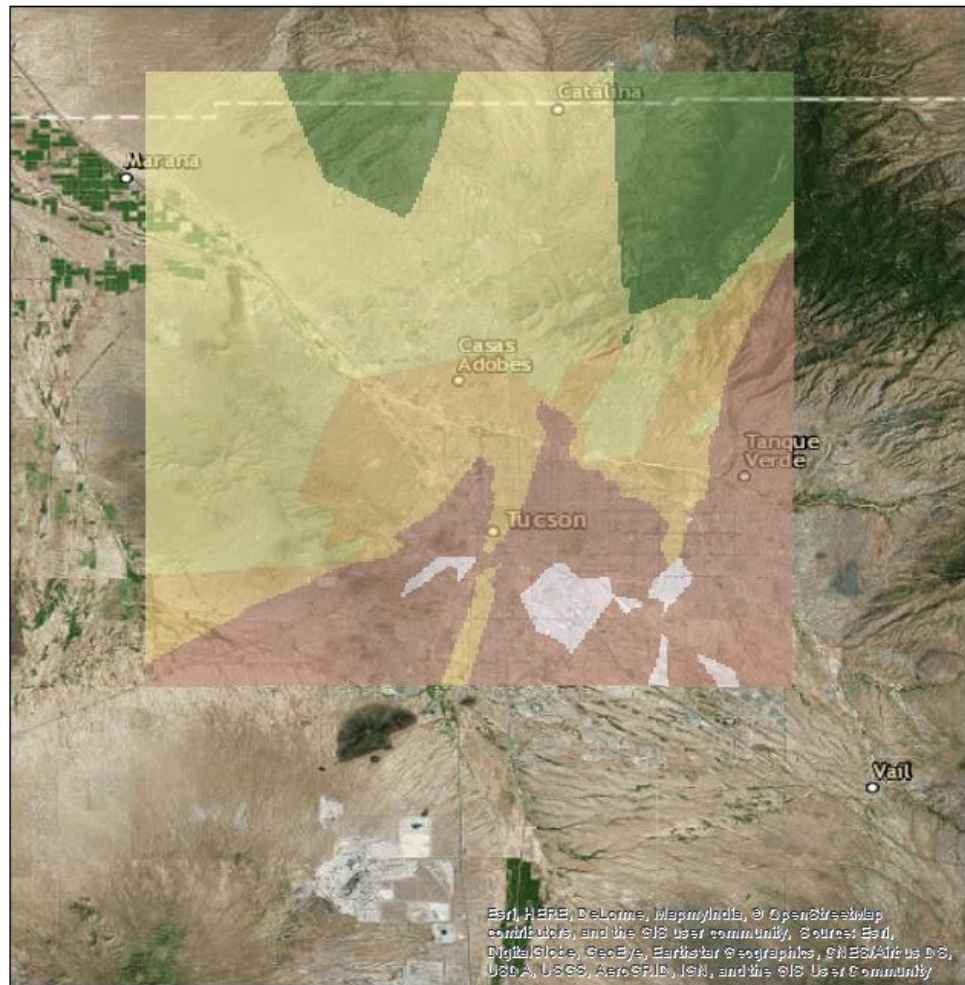 Catalina
Marana
Casas
Adobes
Tanque
Verde
Tucson
Vail
Esri, HERE, DeLorme, MapmyIndia, © OpenStreetMap
contributors, and the GIS user community, Source: Esri,
DigitalGlobe, GeoEye, Earthstar Geographics, CNES/Airbus DS,
USDA, USGS, AeroGRID, IGN, and the GIS User Community